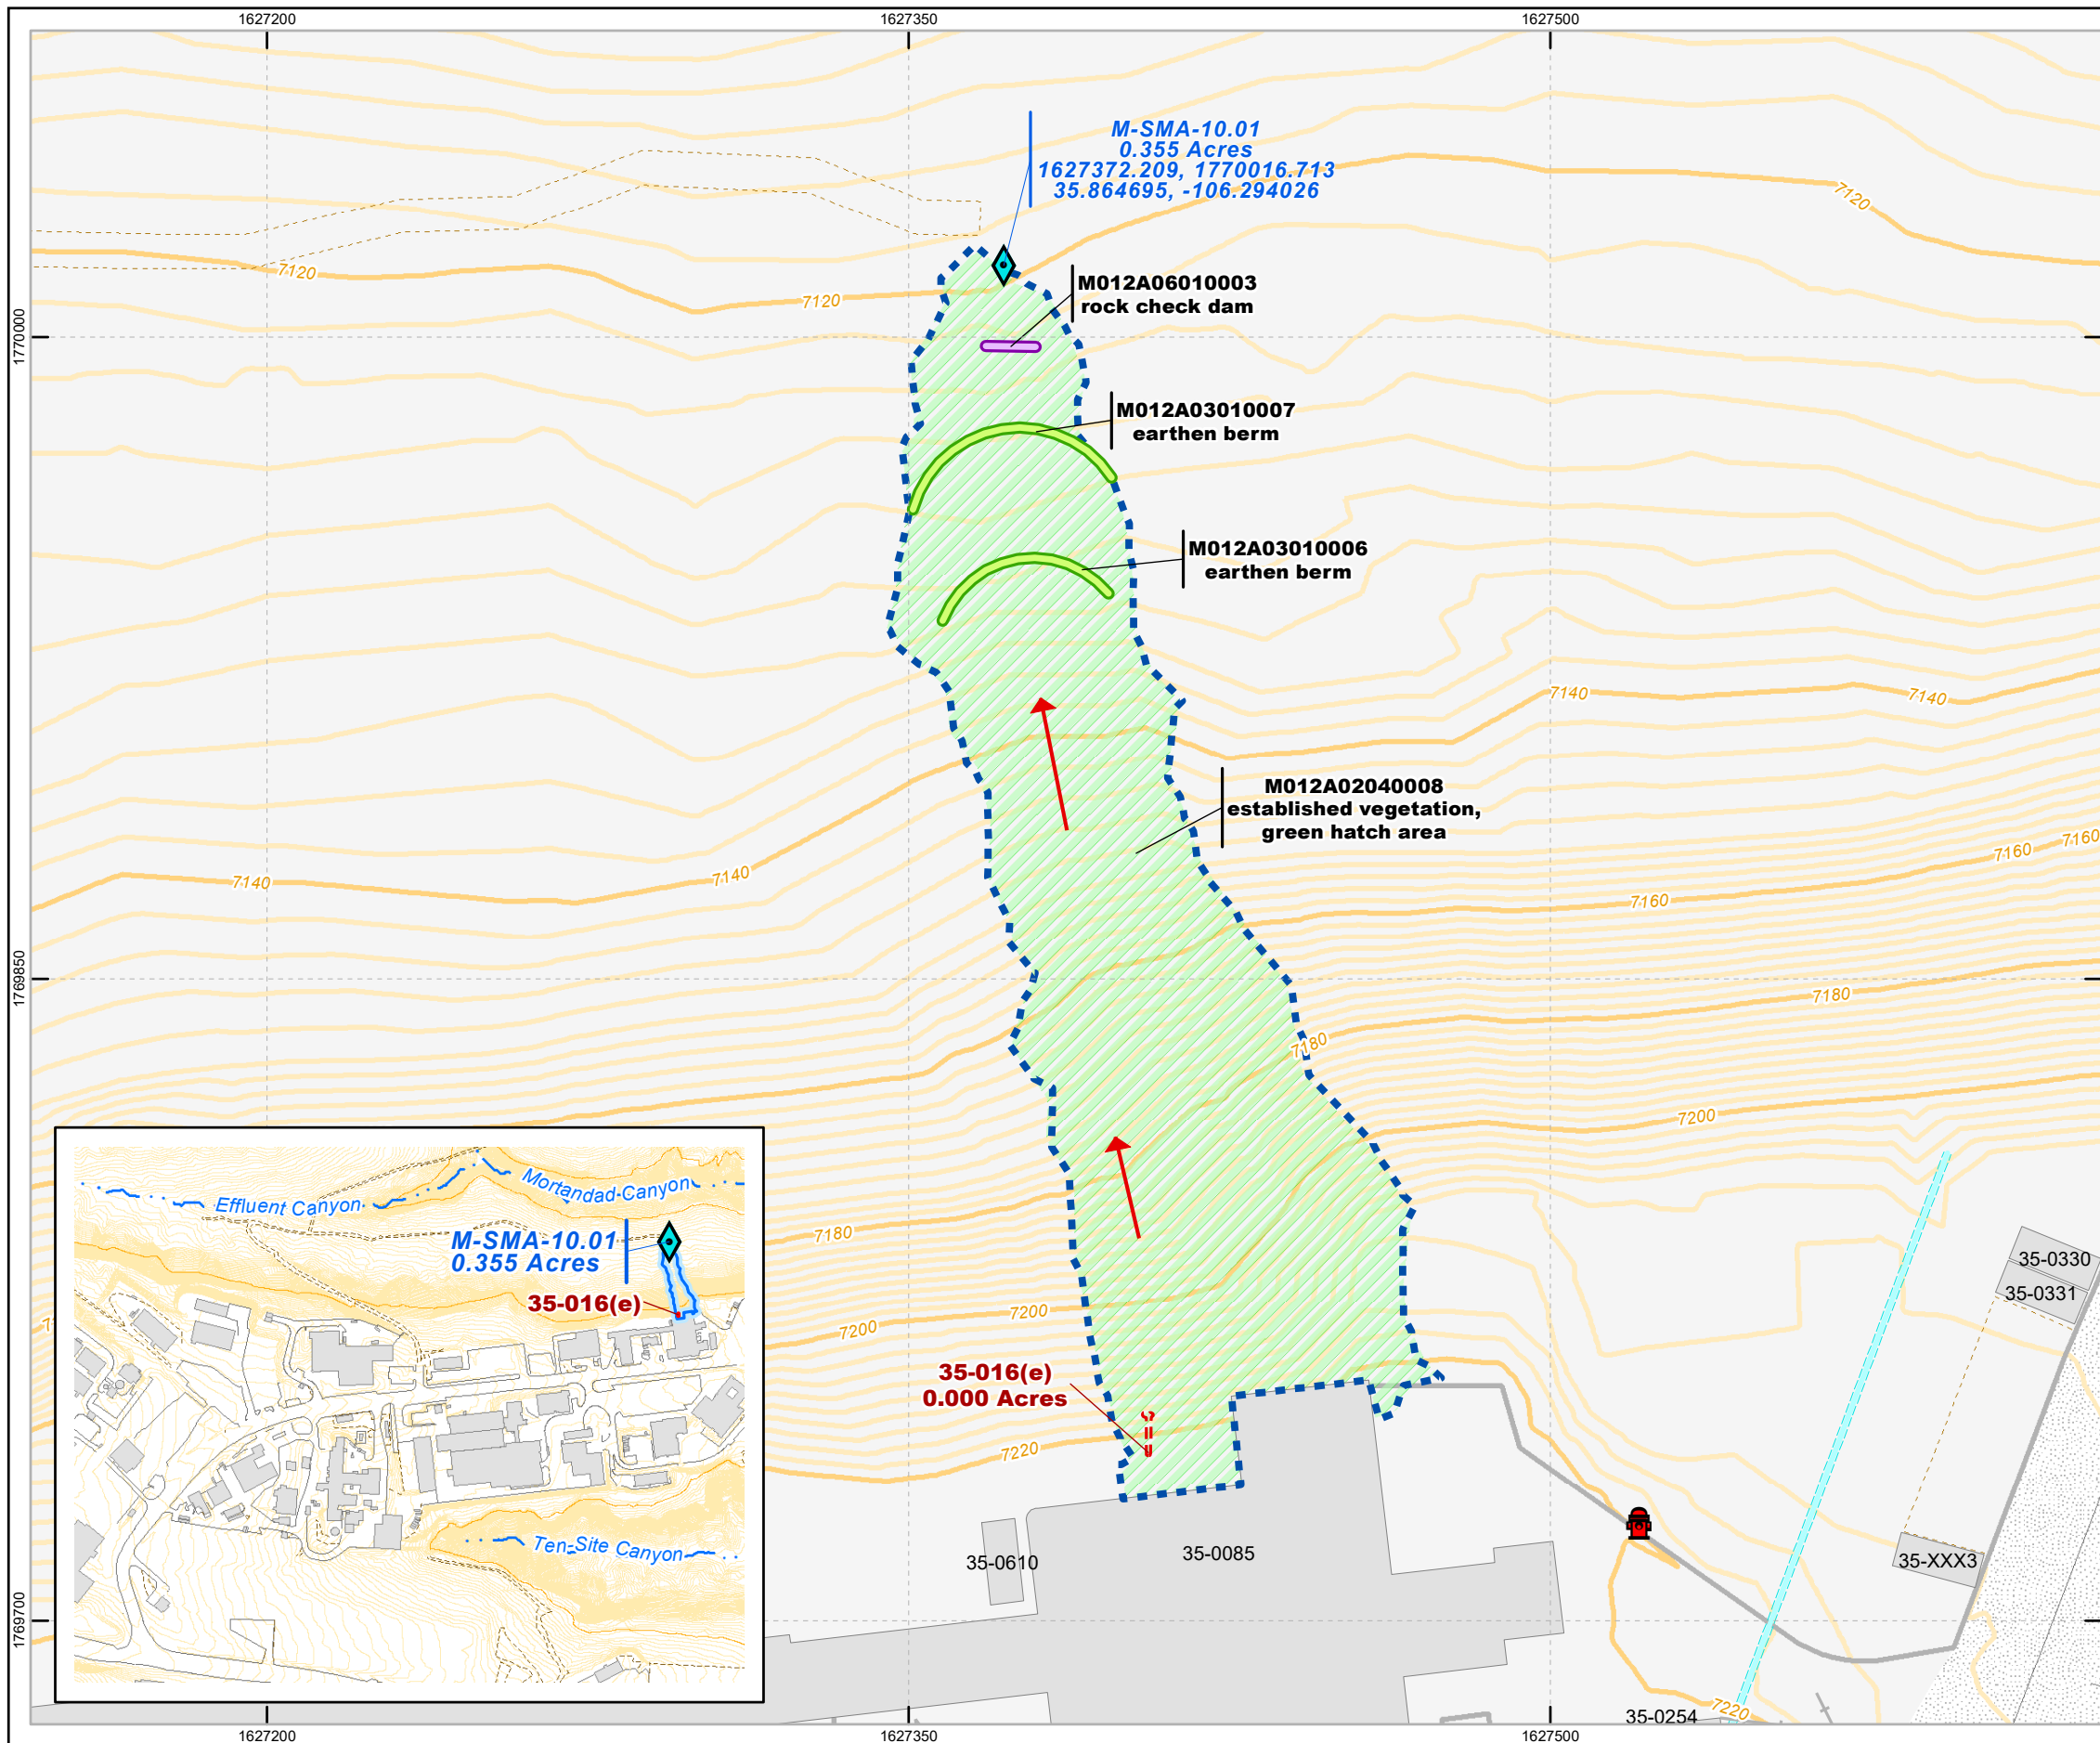 1627200
1627350
1627500
M-SMA-10.01
0.355 Acres
1627372.209, 1770016.713
35.864695, -106.294026
7120
7120
7120
M012A06010003
rock check dam
1770000
M012A03010007
earthen berm
M012A03010006
earthen berm
7140
7140
M012A02040008
established vegetation,
green hatch area
7140
7140
7160
7160
7160
1769850
7180
7180
7200
7180
7200
7200
35-016(e)
0.000 Acres
7220
35-0330
35-0331
Effluent Canyon
Mortandad Canyon
M-SMA-10.01
0.355 Acres
35-016(e)
Ten-Site Canyon
35-0610
35-0085
35-XXX3
1769700
7220
35-0254
1627200
1627350
1627500